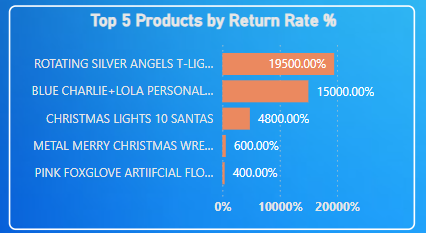 Top 5 Products by Return Rate %
ROTATING SILVER ANGELS T-LIG... 19500.00%
BLUE CHARLIE+LOLA PERSONAL... 15000.00%
CHRISTMAS LIGHTS 10 SANTAS 4800.00%
METAL MERRY CHRISTMAS WRE... 600.00%
PINK FOXGLOVE ARTIIFCIAL FLO... 400.00%
0% 10000% 20000%